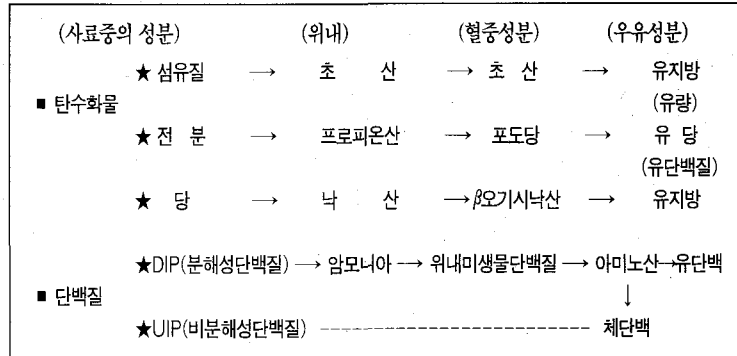 (사료중의 성분) (위내) (혈중성분) (우유성분)
★ 섬유질 → 초 산 → 초 산 → 유지방
■ 탄수화물 (유량)
★ 전 분 → 프로피온산 → 포도당 → 유 당
(유단백질)
★ 당 → 낙 산 → β오기시낙산 → 유지방
★DIP(분해성단백질) → 암모니아 → 위내미생물단백질 → 아미노산→유단백
■ 단백질 ↓
★UIP(비분해성단백질) ---------------------- 체단백